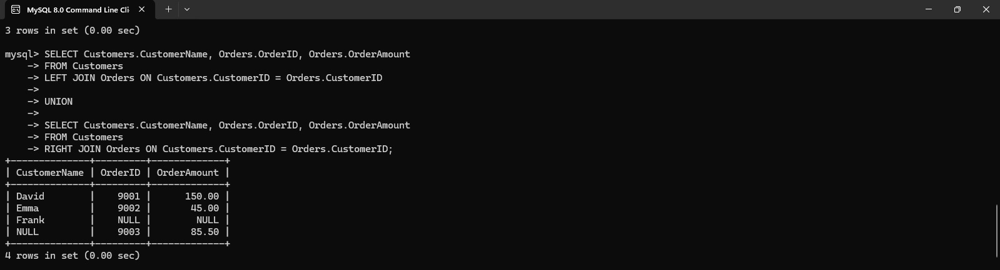 MySQL 8.0 Command Line Cli
3 rows in set (0.00 sec)
mysql> SELECT Customers.CustomerName, Orders.OrderID, Orders.OrderAmount
    -> FROM Customers
    -> LEFT JOIN Orders ON Customers.CustomerID = Orders.CustomerID
    ->
    -> UNION
    ->
    -> SELECT Customers.CustomerName, Orders.OrderID, Orders.OrderAmount
    -> FROM Customers
    -> RIGHT JOIN Orders ON Customers.CustomerID = Orders.CustomerID;
+--------------+---------+-------------+
| CustomerName | OrderID | OrderAmount |
+--------------+---------+-------------+
| David        |    9001 |      150.00 |
| Emma         |    9002 |       45.00 |
| Frank        |    NULL |        NULL |
| NULL         |    9003 |       85.50 |
+--------------+---------+-------------+
4 rows in set (0.00 sec)